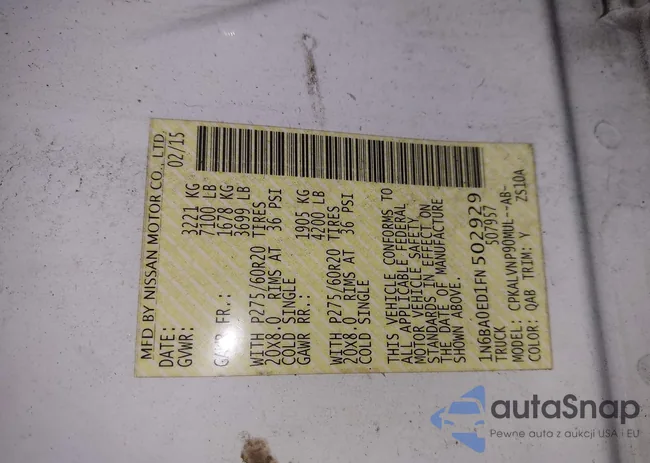 MFD BY NISSAN MOTOR CO., LTD
DATE: 02/15
GVWR: 3221 KG
7100 LB
GAWR FR.: 1678 KG
3699 LB
WITH P275/60R20 TIRES
20X8.0 RIMS AT 36 PSI
COLD SINGLE
GAWR RR.: 1905 KG
4200 LB
WITH P275/60R20 TIRES
20X8.0 RIMS AT 36 PSI
COLD SINGLE
THIS VEHICLE CONFORMS TO
ALL APPLICABLE FEDERAL
MOTOR VEHICLE SAFETY
STANDARDS IN EFFECT ON
THE DATE OF MANUFACTURE
SHOWN ABOVE.
1N6BA0ED1FN502929
TRUCK 507957
MODEL: CPKALVNP90MUL--AB-
COLOR: QAB TRIM: Y ZS10A
autaSnap
Pewne auta z aukcji USA i EU